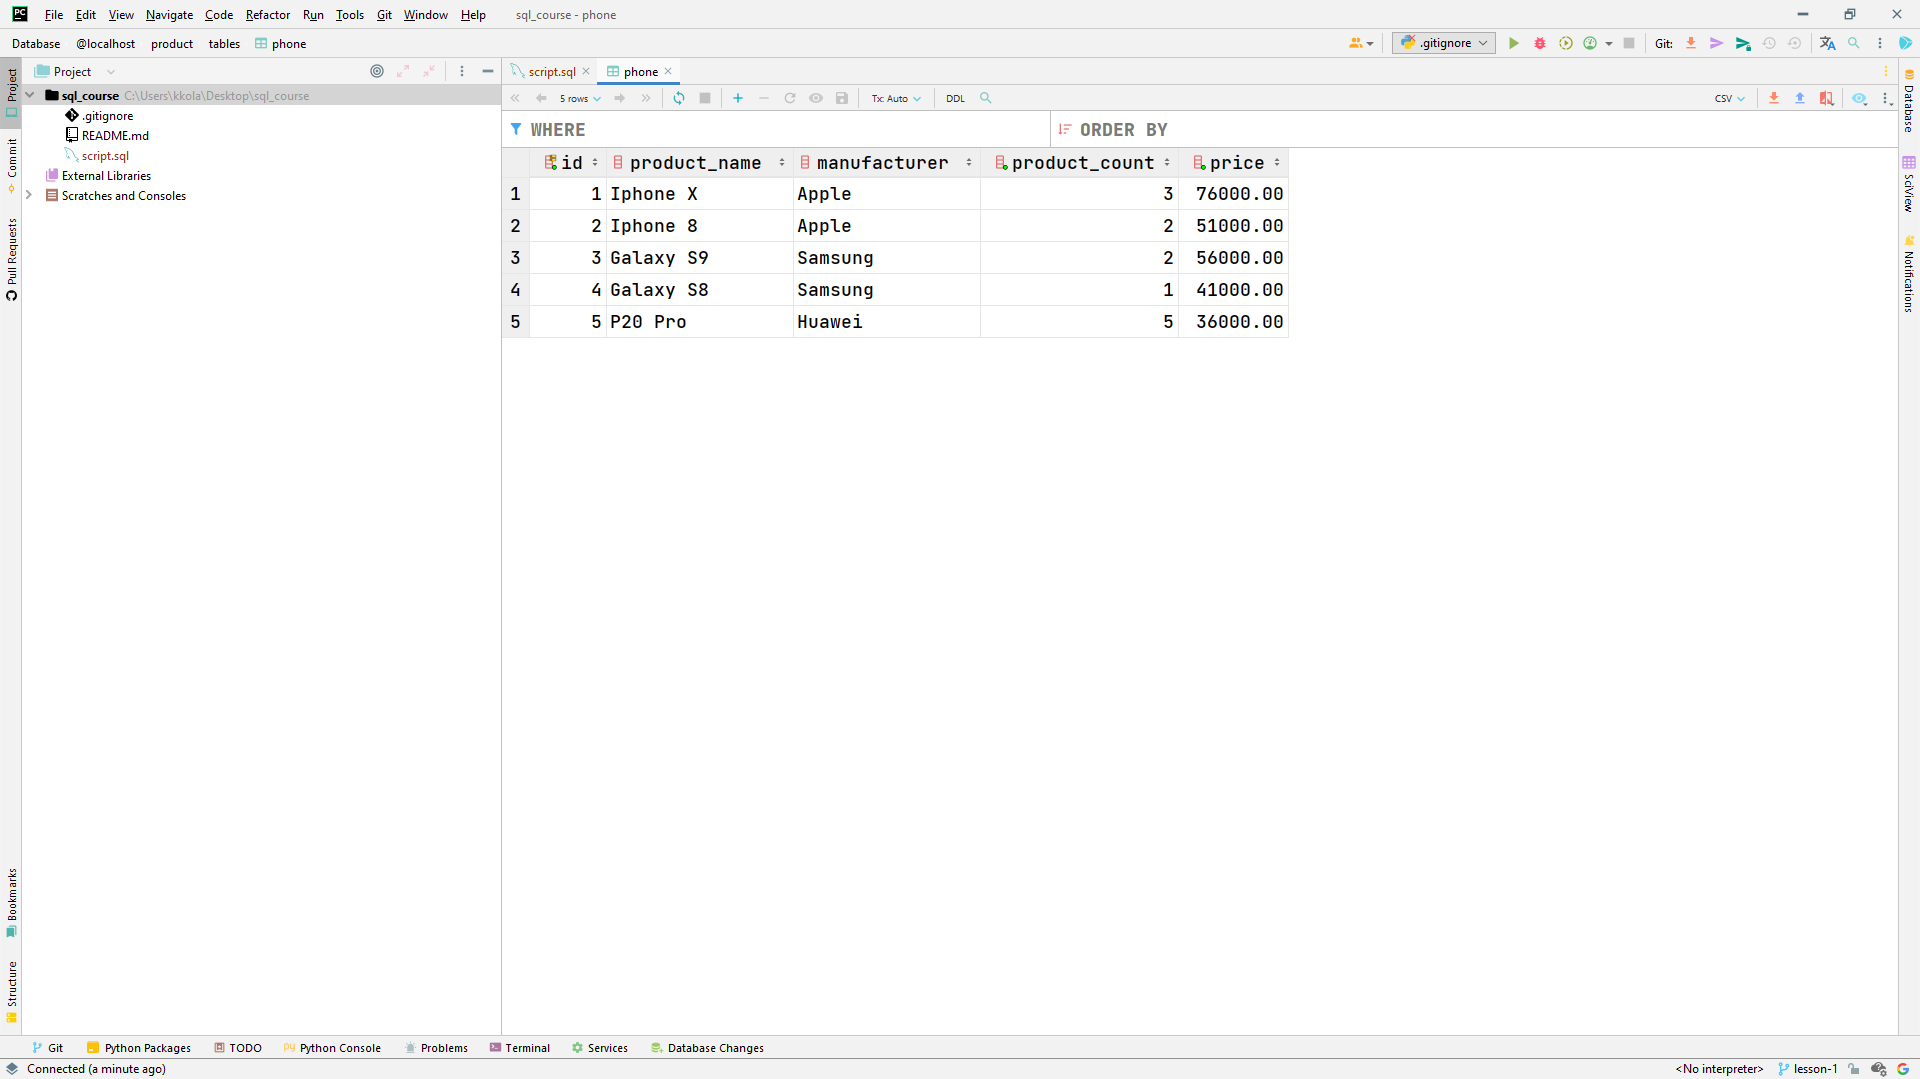 File Edit View Navigate Code Refactor Run Tools Git Window Help sql_course - phone
Database @localhost product tables phone .gitignore Git:
Project
sql_course C:\Users\kkola\Desktop\sql_course
.gitignore
README.md
script.sql
External Libraries
Scratches and Consoles
script.sql phone
5 rows Tx: Auto DDL CSV
WHERE ORDER BY
id product_name manufacturer product_count price
1 1 Iphone X Apple 3 76000.00
2 2 Iphone 8 Apple 2 51000.00
3 3 Galaxy S9 Samsung 2 56000.00
4 4 Galaxy S8 Samsung 1 41000.00
5 5 P20 Pro Huawei 5 36000.00
Project
Commit
Pull Requests
Bookmarks
Structure
Database
SciView
Notifications
Git Python Packages TODO Python Console Problems Terminal Services Database Changes
Connected (a minute ago) <No interpreter> lesson-1